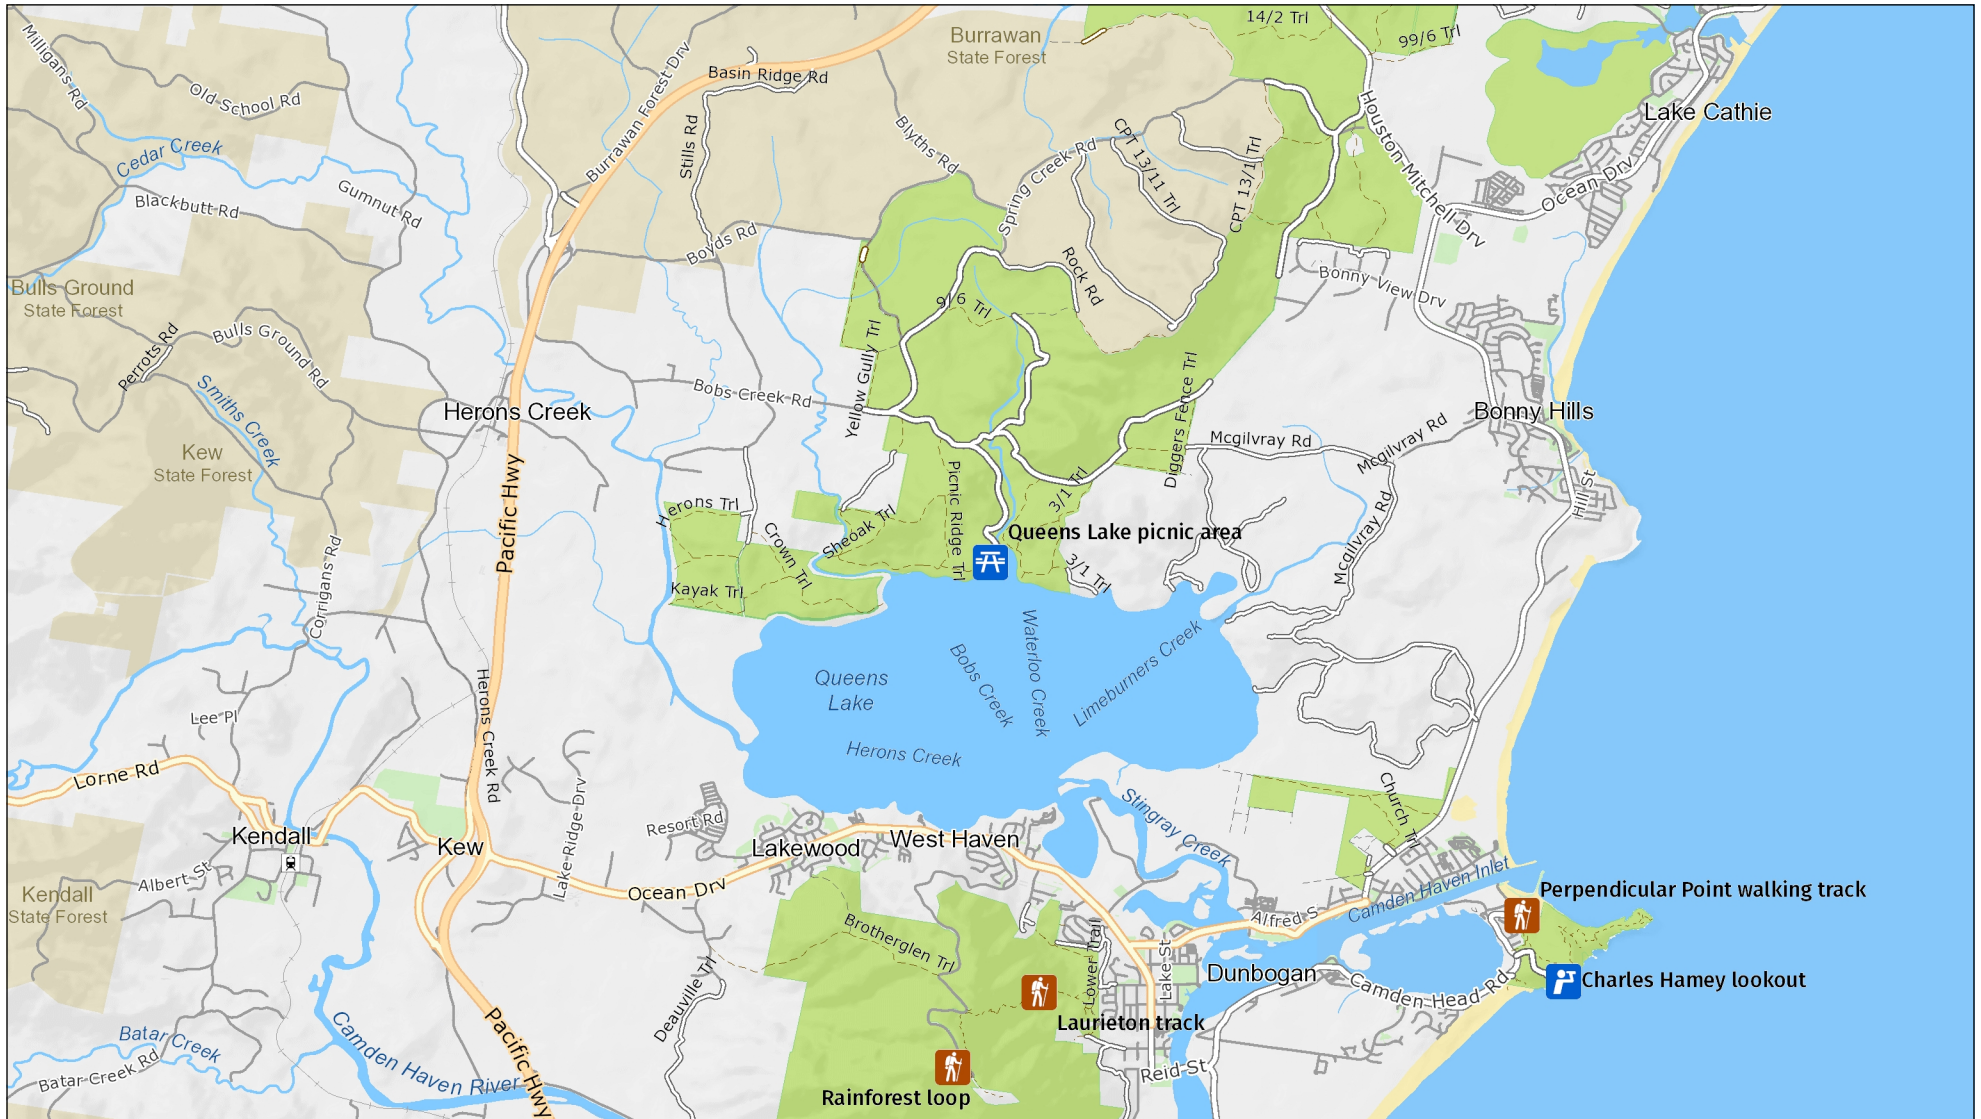 Milligans Rd
Old School Rd
Cedar Creek
Blackbutt Rd
Gumnut Rd
Burrawan Forest Drv
Basin Ridge Rd
Stills Rd
Boyds Rd
Burrawan
State Forest
Blyths Rd
Spring Creek Rd
CPT 13/11 Trl
CPT 13/1 Trl
Rock Rd
14/2 Trl
99/6 Trl
Houston Mitchell Drv
Lake Cathie
Ocean Drv
Bonny View Drv
Bulls Ground
State Forest
Perrots Rd
Bulls Ground Rd
Smiths Creek
Kew
State Forest
Herons Creek
Pacific Hwy
Bobs Creek Rd
Yellow Gully Trl
9/6 Trl
Diggers Fence Trl
Mcgilvray Rd
Mcgilvray Rd
Mcgilvray Rd
Bonny Hills
Hill St
Herons Trl
Crown Trl
Sheoak Trl
Kayak Trl
Picnic Ridge Trl
3/1 Trl
Queens Lake picnic area
3/1 Trl
Corrigans Rd
Queens
Lake
Bobs Creek
Waterloo Creek
Limeburners Creek
Herons Creek
Herons Creek Rd
Lee Pl
Lorne Rd
Kendall
Kew
Albert St
Kendall
State Forest
Lake Ridge Drv
Resort Rd
Lakewood
West Haven
Ocean Drv
Stingray Creek
Church Trl
Camden Haven Inlet
Alfred S
Perpendicular Point walking track
Charles Hamey lookout
Camden Head Rd
Dunbogan
Lake St
Lower Trail
Laurieton track
Brotherglen Trl
Rainforest loop
Deauville Trl
Reid St
Pacific Hwy
Camden Haven River
Batar Creek
Batar Creek Rd